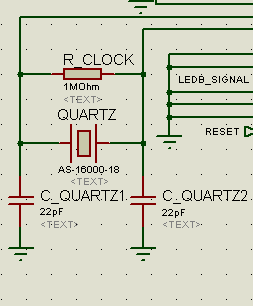 R_CLOCK
1MOhm
<TEXT>
LEDB_SIGNAL
QUARTZ
RESET
AS-16000-18
<TEXT>
C_QUARTZ1 C_QUARTZ2
22pF 22pF
<TEXT> <TEXT>